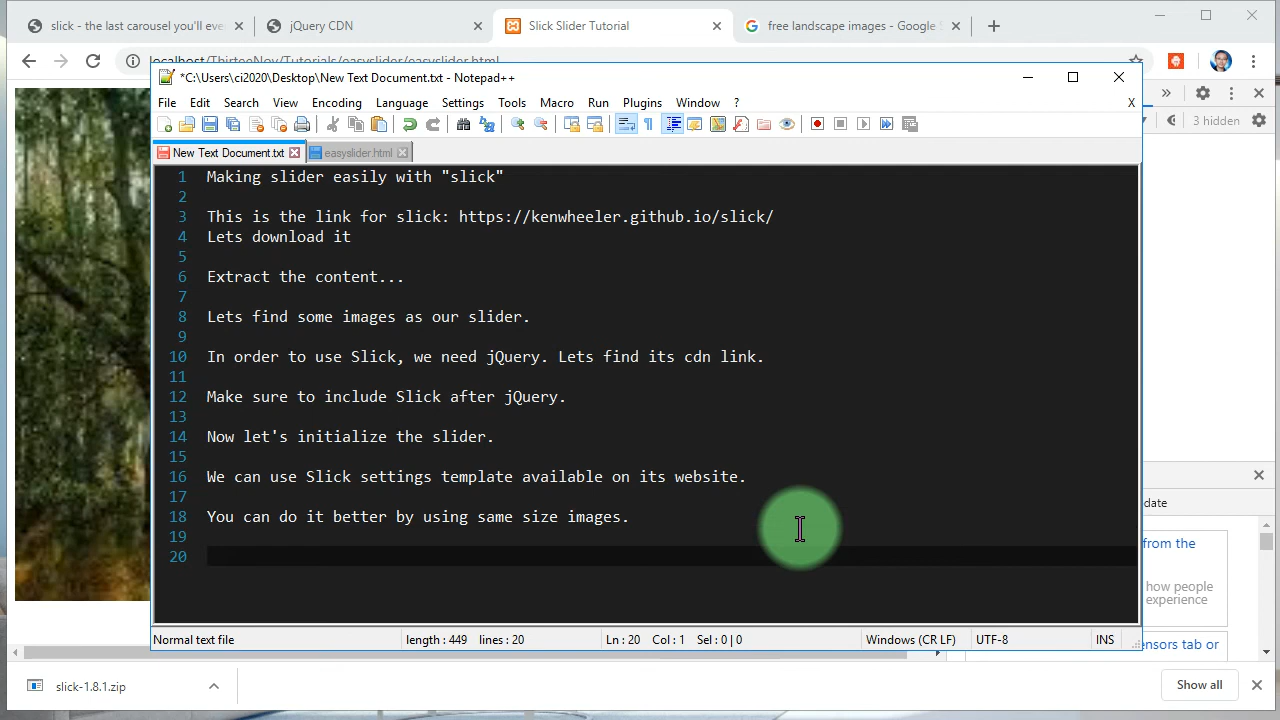 slick - the last carousel you'll eve
jQuery CDN
Slick Slider Tutorial
free landscape images - Google S
localhost/ThirteeNov/Tutorials/easyslider/easyslider.html
*C:\Users\ci2020\Desktop\New Text Document.txt - Notepad++
File Edit Search View Encoding Language Settings Tools Macro Run Plugins Window ? X
3 hidden
New Text Document.txt easyslider.html
1 Making slider easily with "slick"
2
3 This is the link for slick: https://kenwheeler.github.io/slick/
4 Lets download it
5
6 Extract the content...
7
8 Lets find some images as our slider.
9
10 In order to use Slick, we need jQuery. Lets find its cdn link.
11
12 Make sure to include Slick after jQuery.
13
14 Now let's initialize the slider.
15
16 We can use Slick settings template available on its website.
17
18 You can do it better by using same size images.
19
20
date
from the
how people
experience
ensors tab or
Normal text file length : 449 lines : 20 Ln : 20 Col : 1 Sel : 0 | 0 Windows (CR LF) UTF-8 INS
slick-1.8.1.zip
Show all